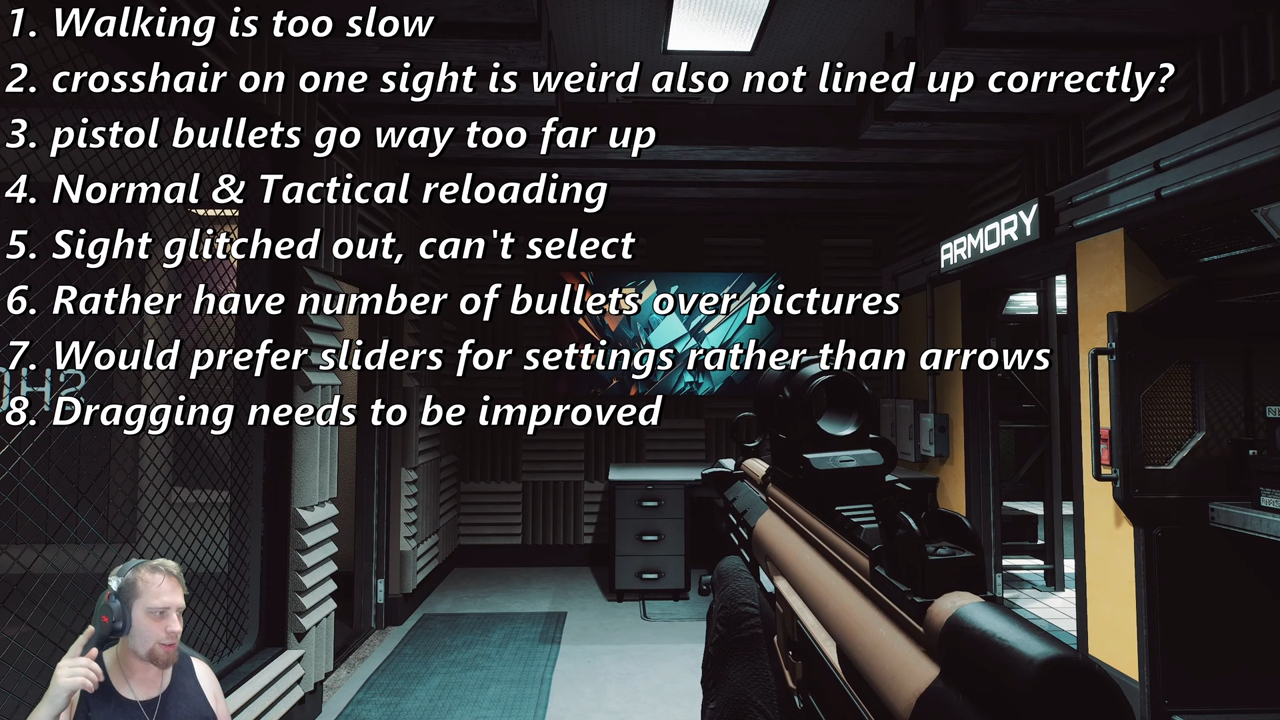 1. Walking is too slow
2. crosshair on one sight is weird also not lined up correctly?
3. pistol bullets go way too far up
4. Normal & Tactical reloading
5. Sight glitched out, can't select
6. Rather have number of bullets over pictures
7. Would prefer sliders for settings rather than arrows
8. Dragging needs to be improved
ARMORY